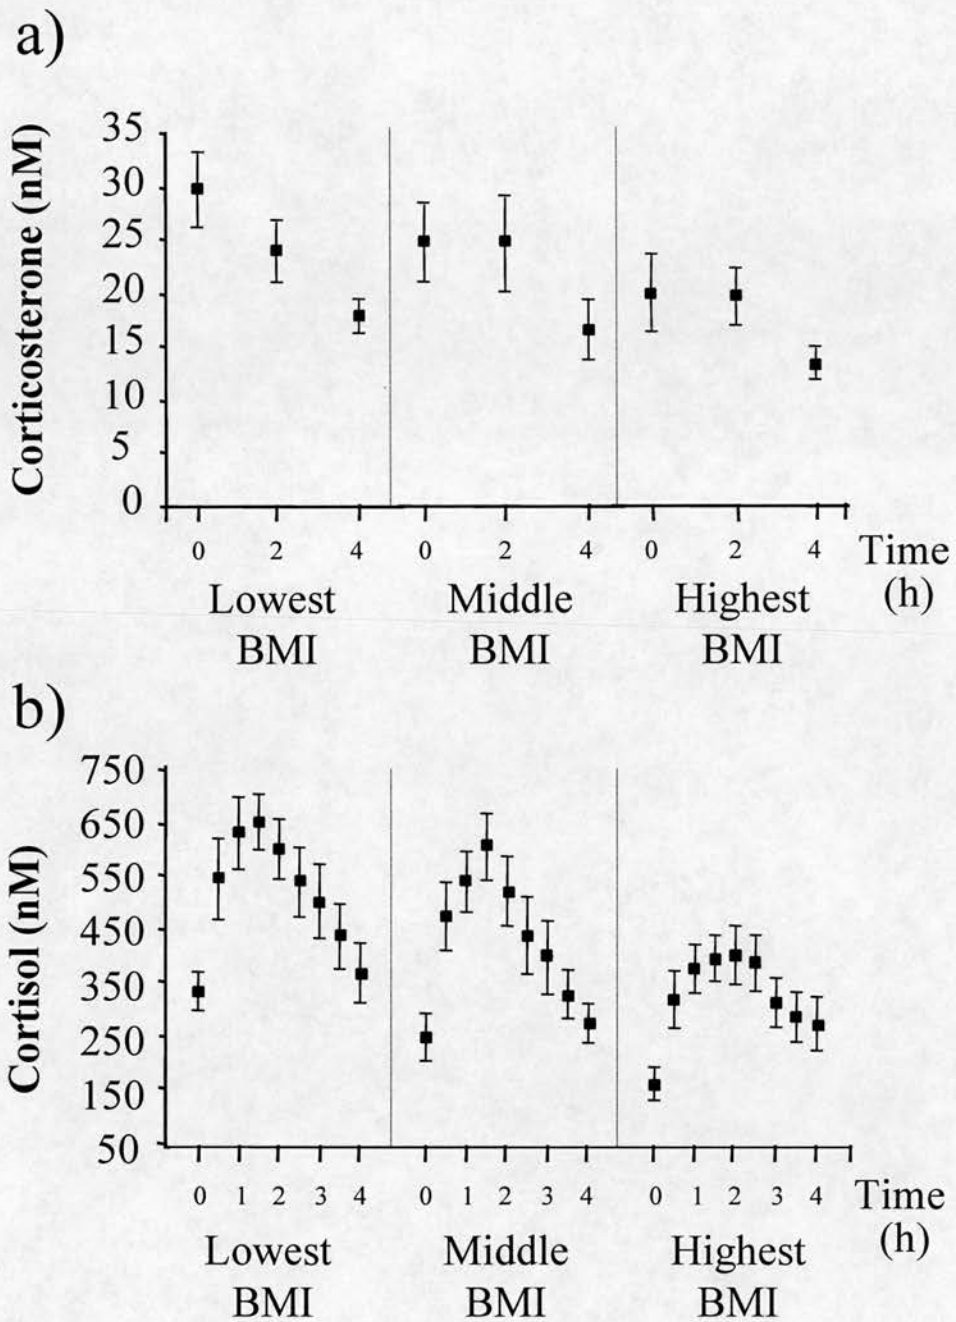 a)
Corticosterone (nM)
35
30
25
20
15
10
5
0
0 2 4 0 2 4 0 2 4 Time
(h)
Lowest Middle Highest
BMI BMI BMI
b)
Cortisol (nM)
750
650
550
450
350
250
150
50
0 1 2 3 4 0 1 2 3 4 0 1 2 3 4 Time
(h)
Lowest Middle Highest
BMI BMI BMI